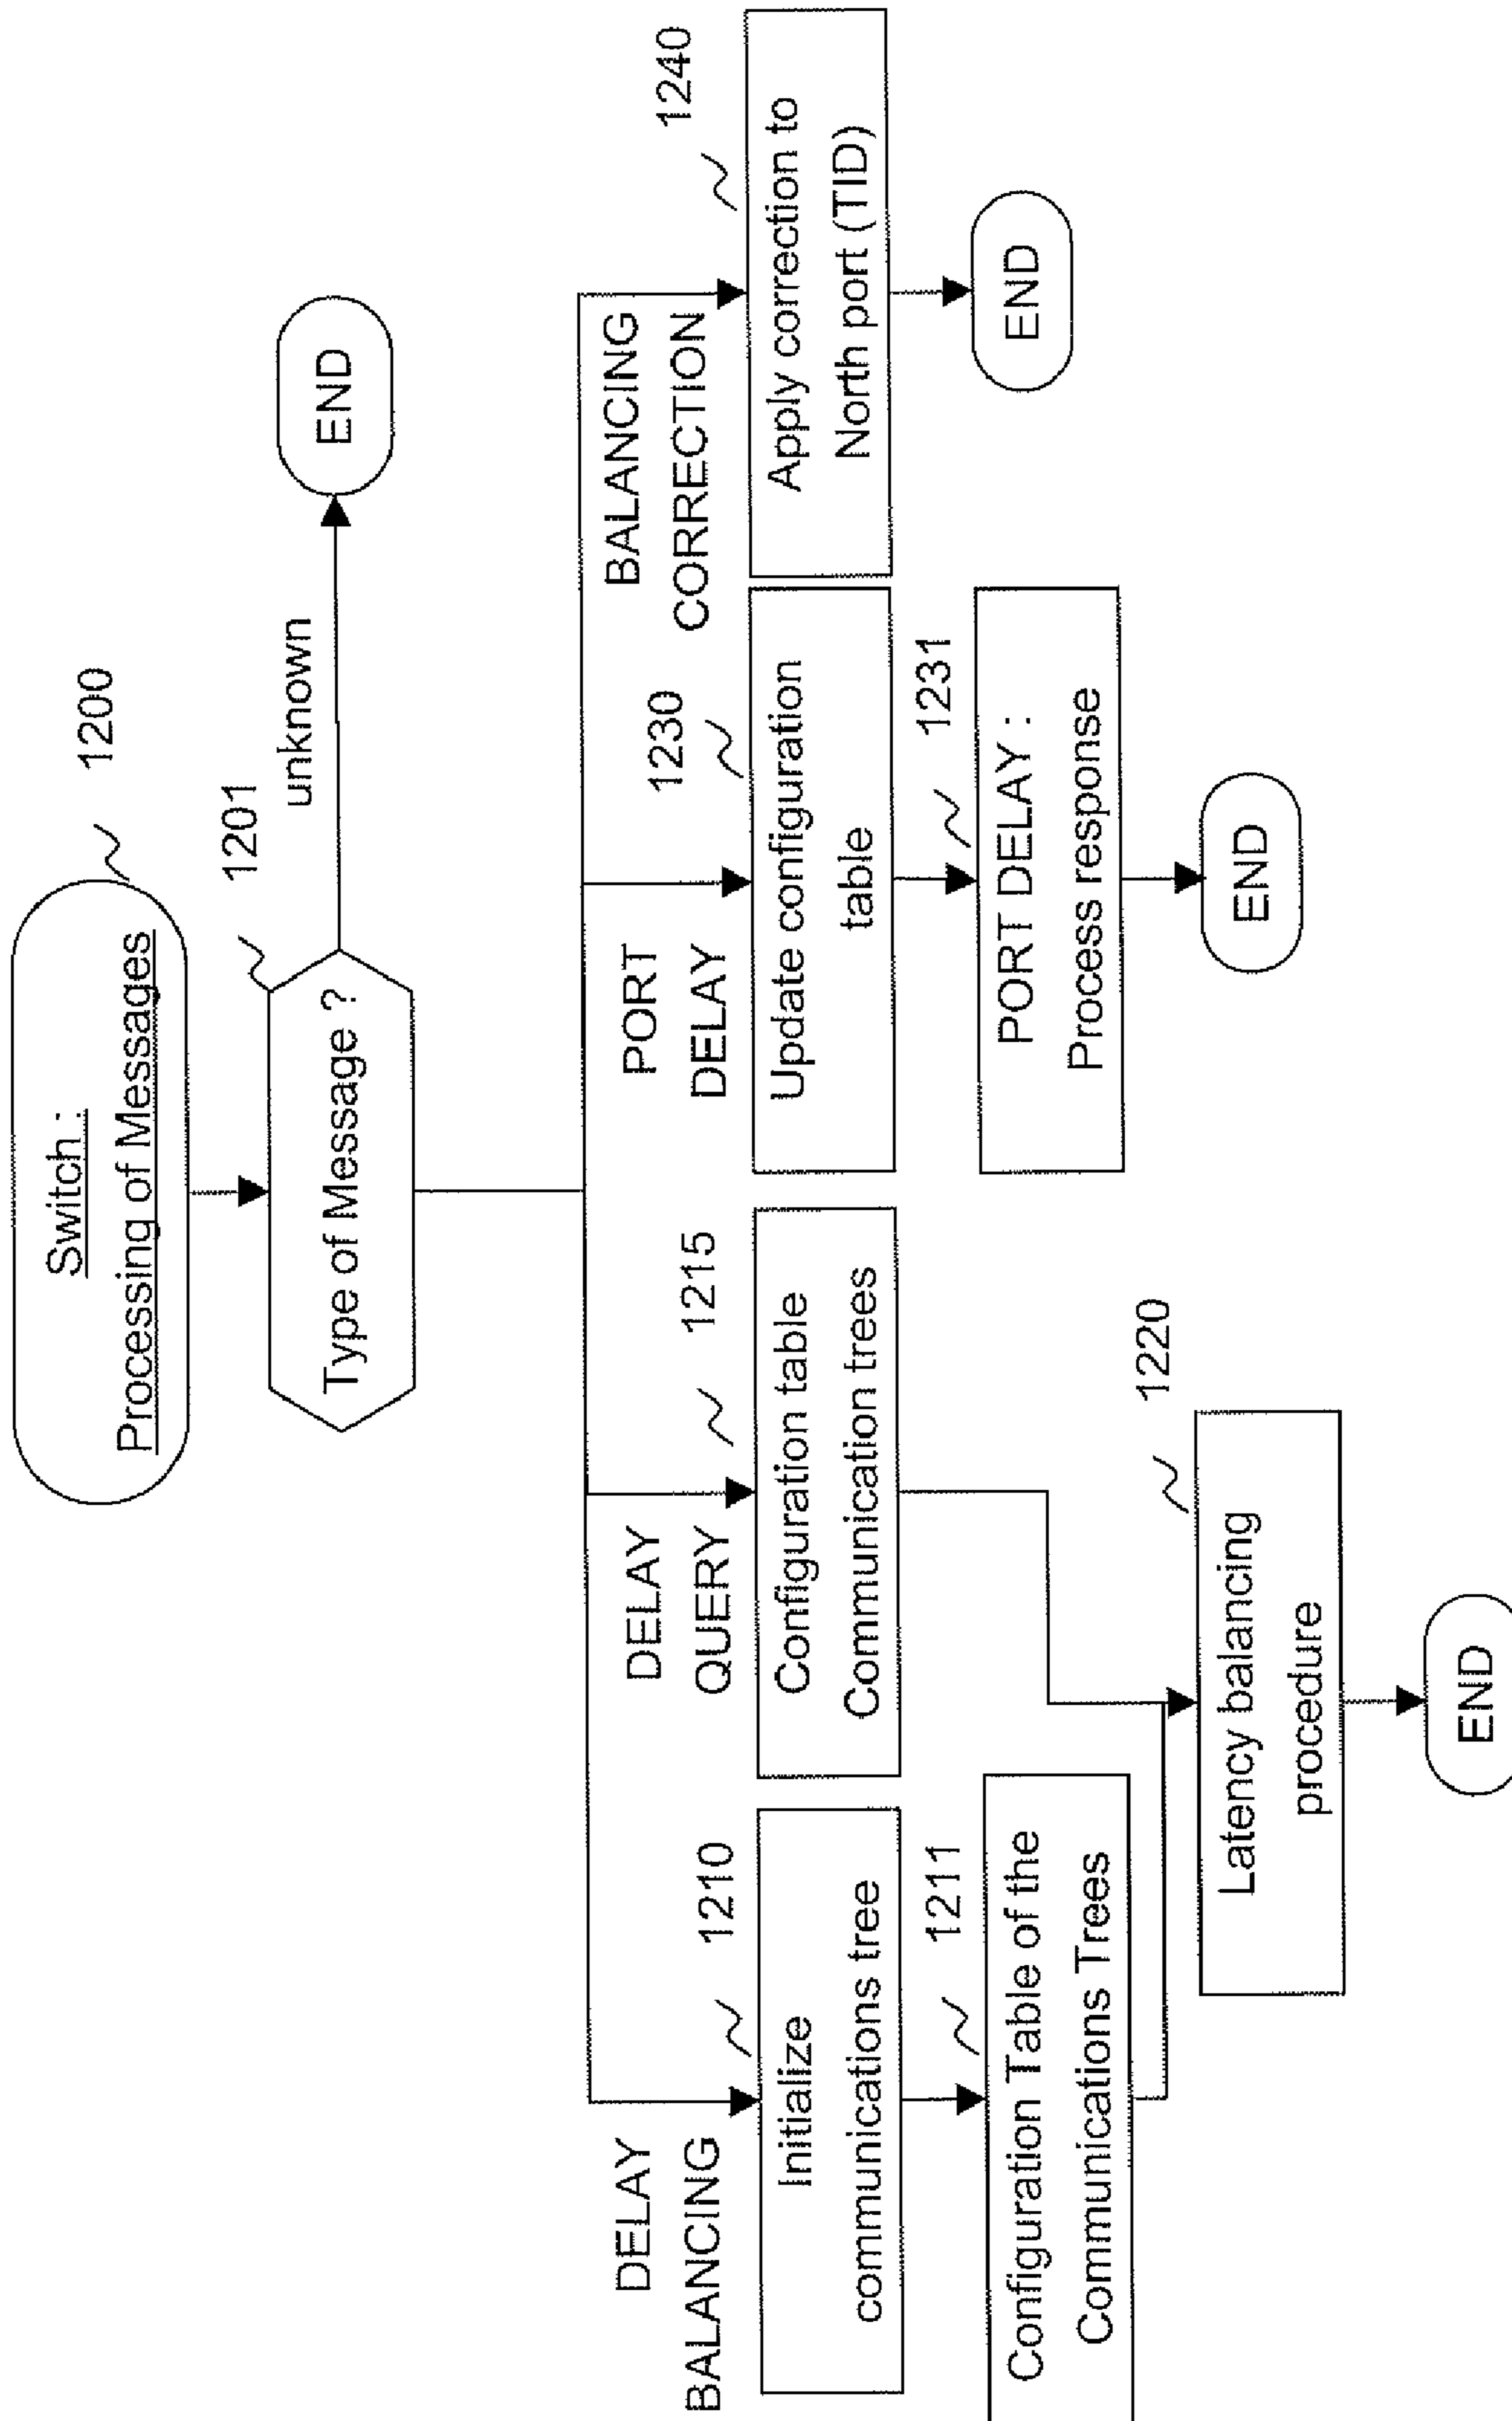 Switch :
Processing of Messages
1200
1201
Type of Message ?
unknown
END
DELAY
BALANCING
1210
Initialize
communications tree
1211
Configuration Table of the
Communications Trees
DELAY
QUERY
1215
Configuration table
Communication trees
1220
Latency balancing
procedure
END
PORT
DELAY
1230
Update configuration
table
1231
PORT DELAY :
Process response
END
BALANCING
CORRECTION
1240
Apply correction to
North port (TID)
END